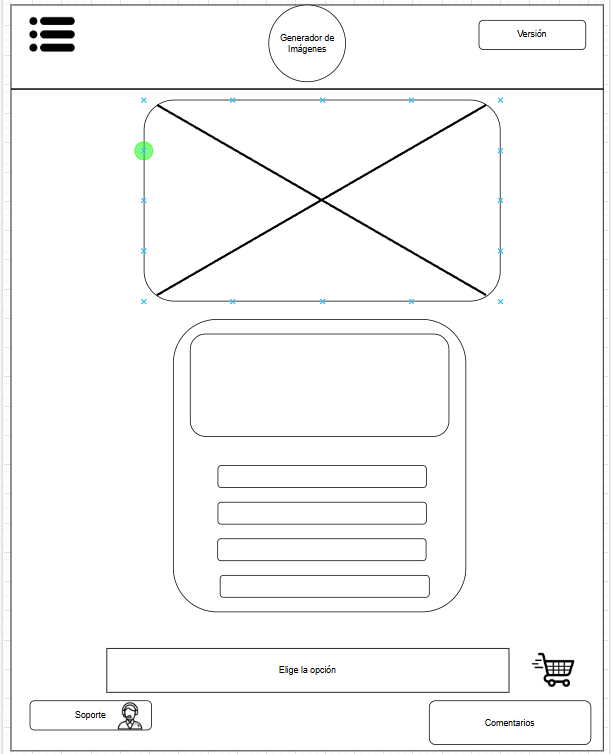 Generador de
Imágenes
Versión
Elige la opción
Soporte
Comentarios